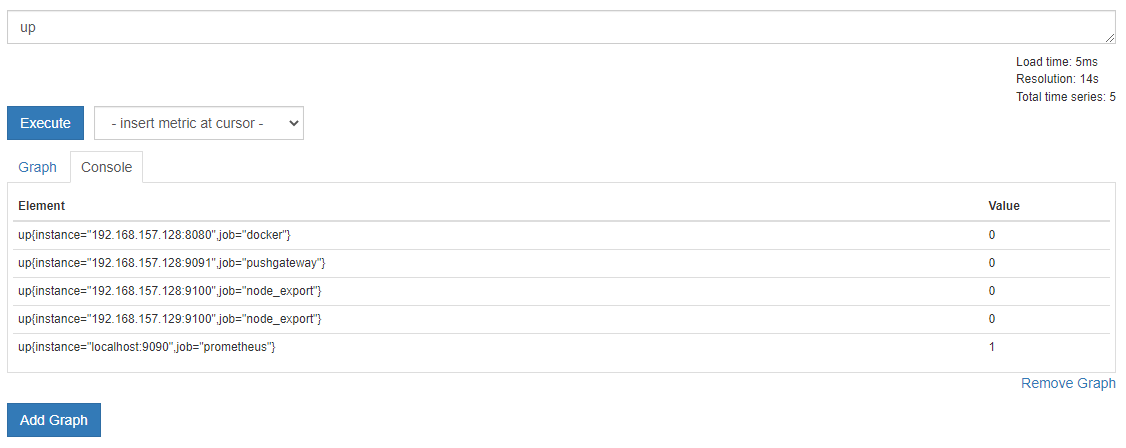 up
Load time: 5ms
Resolution: 14s
Total time series: 5
Execute
- insert metric at cursor -
Graph
Console
Element Value
up{instance="192.168.157.128:8080",job="docker"} 0
up{instance="192.168.157.128:9091",job="pushgateway"} 0
up{instance="192.168.157.128:9100",job="node_export"} 0
up{instance="192.168.157.129:9100",job="node_export"} 0
up{instance="localhost:9090",job="prometheus"} 1
Remove Graph
Add Graph